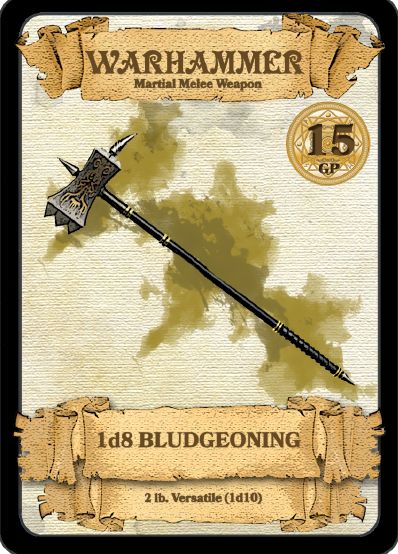 WARHAMMER
Martial Melee Weapon
15
GP
1d8 BLUDGEONING
2 lb. Versatile (1d10)